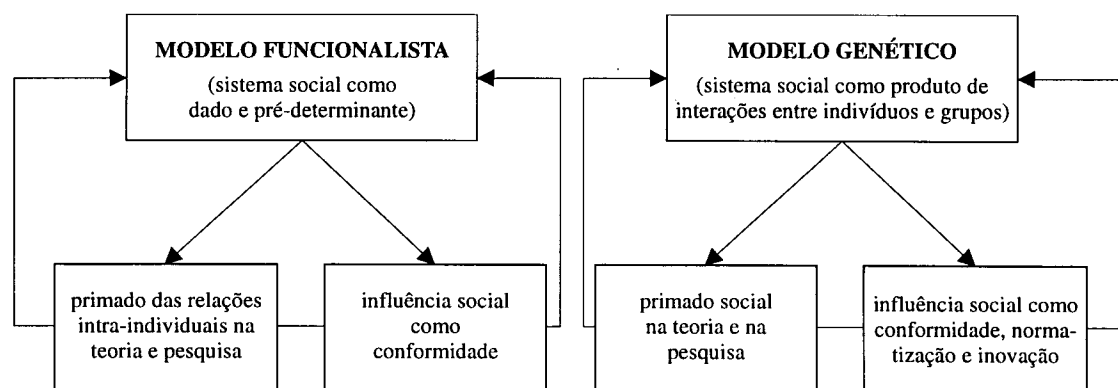 MODELO FUNCIONALISTA
(sistema social como
dado e pré-determinante)
primado das relações
intra-individuais na
teoria e pesquisa
influência social
como
conformidade
MODELO GENÉTICO
(sistema social como produto de
interações entre indivíduos e grupos)
primado social
na teoria e na
pesquisa
influência social como
conformidade, norma-
tização e inovação